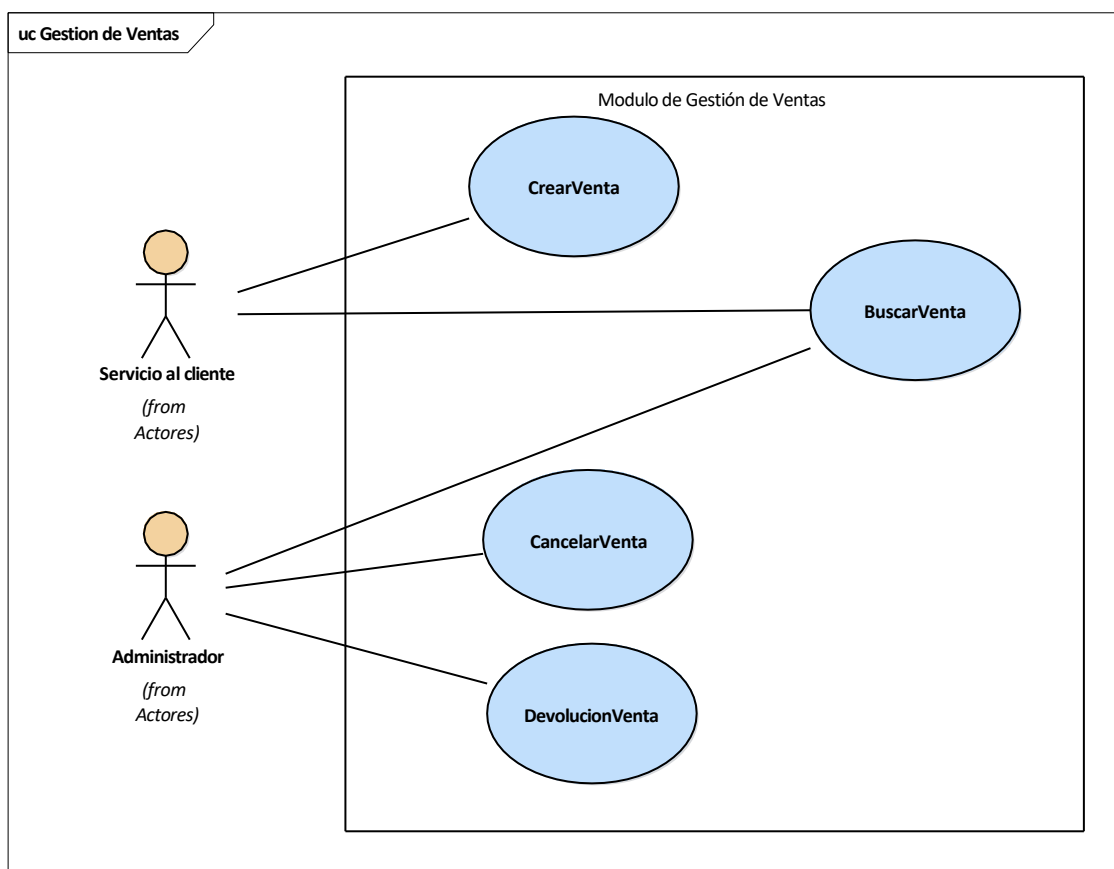 uc Gestion de Ventas
Modulo de Gestión de Ventas
CrearVenta
BuscarVenta
Servicio al cliente
(from
Actores)
CancelarVenta
Administrador
(from
Actores)
DevolucionVenta